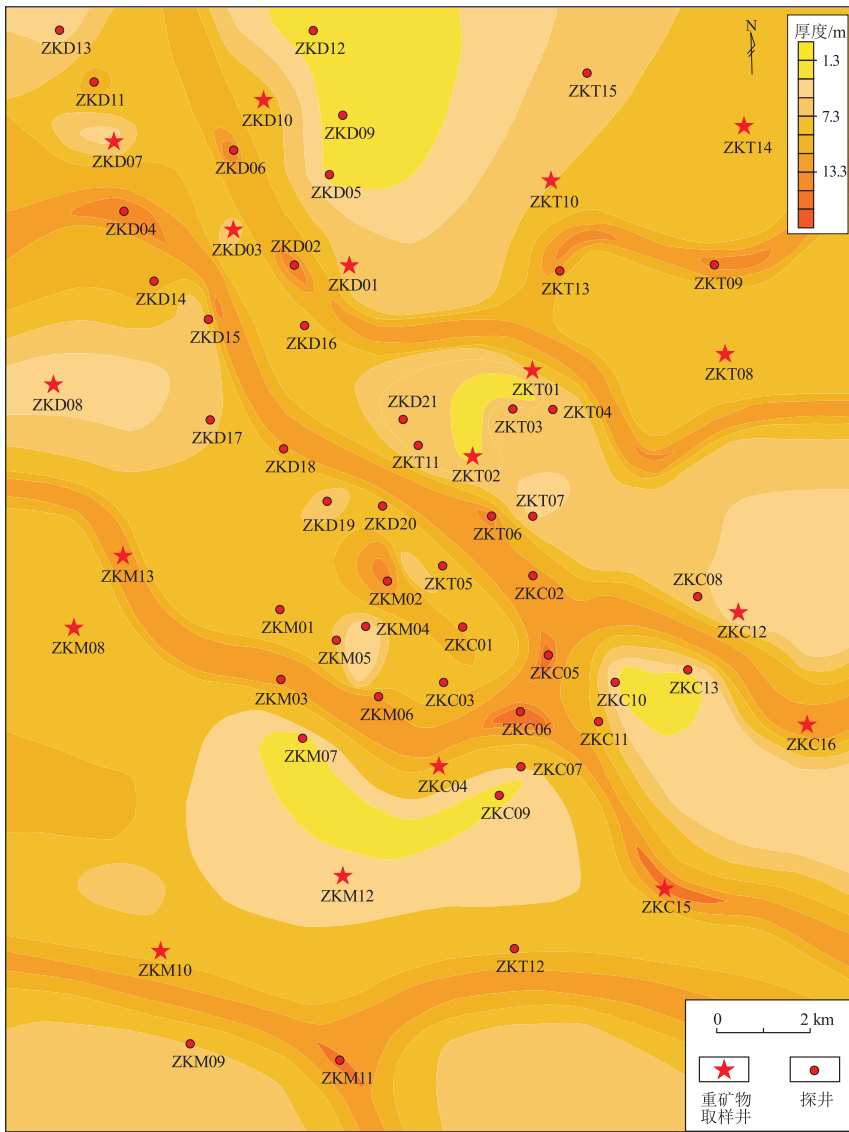 ZKD13
ZKD12
N
厚度/m
1.3
7.3
13.3
ZKD11
ZKD10
ZKT15
ZKD09
ZKT14
ZKD07
ZKD06
ZKD05
ZKT10
ZKD04
ZKD03
ZKD02
ZKD01
ZKT13
ZKT09
ZKD14
ZKD15
ZKD16
ZKT08
ZKT01
ZKD08
ZKD21
ZKT03
ZKT04
ZKD17
ZKD18
ZKT11
ZKT02
ZKD19
ZKD20
ZKT07
ZKT06
ZKM13
ZKT05
ZKM02
ZKC02
ZKC08
ZKM08
ZKM01
ZKM04
ZKC01
ZKC12
ZKM05
ZKC05
ZKM03
ZKM06
ZKC03
ZKC10
ZKC13
ZKC06
ZKC11
ZKC16
ZKM07
ZKC04
ZKC07
ZKC09
ZKM12
ZKC15
ZKM10
ZKT12
ZKM09
ZKM11
0 2 km
重矿物 探井
取样井